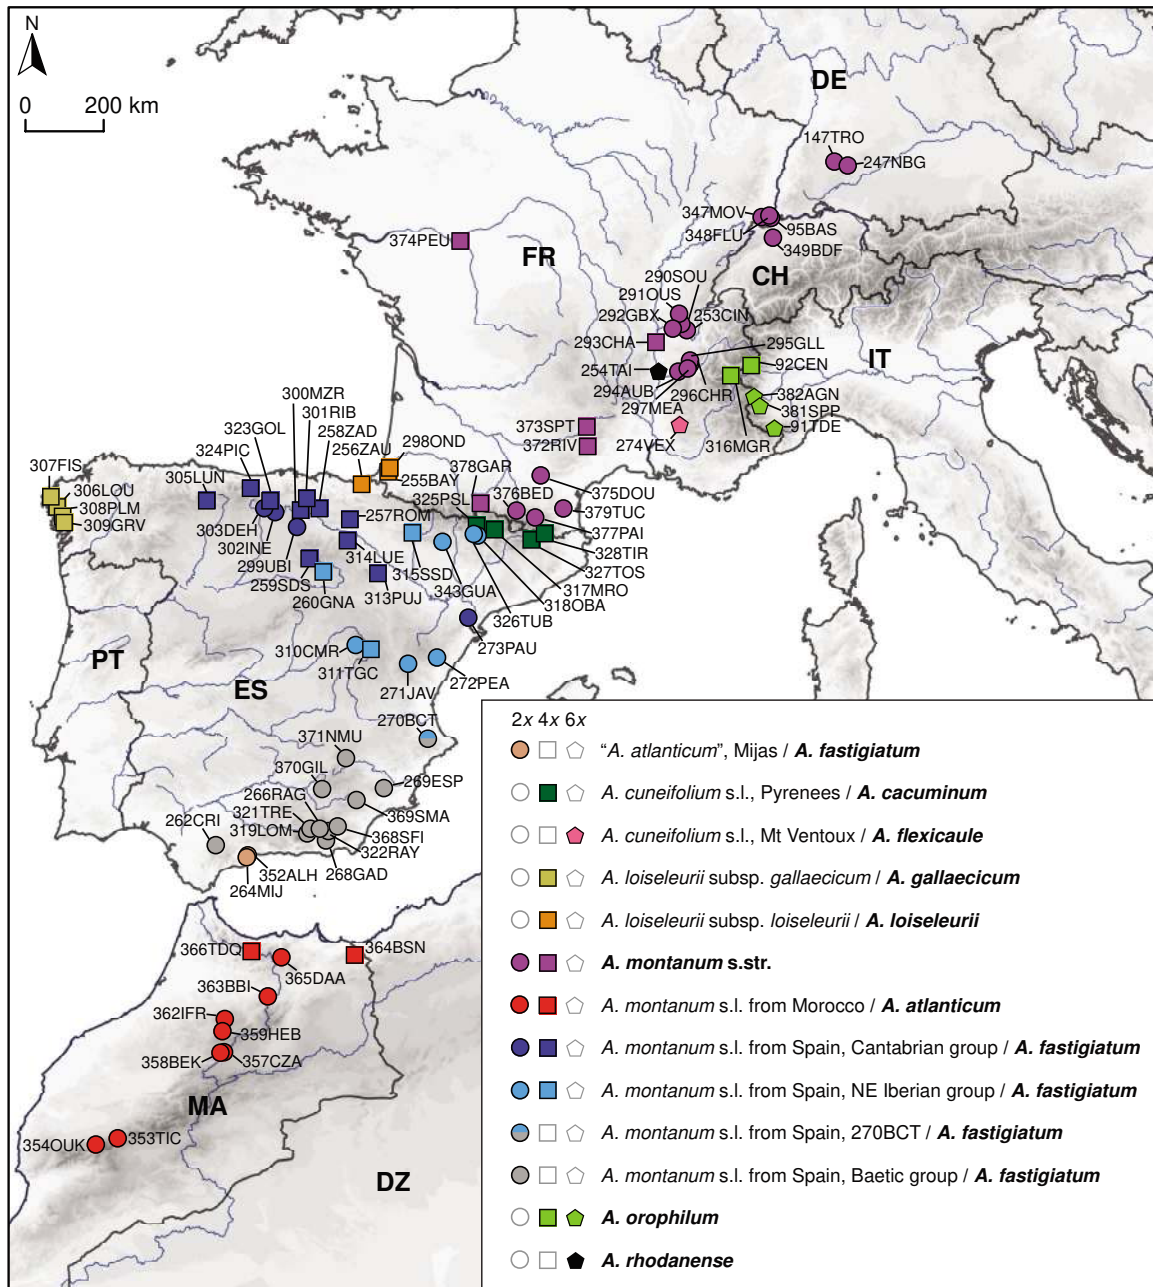 N
0 200 km
DE
147TRO
247NBG
347MOV
348FLU
95BAS
349BDF
374PEU
FR
CH
290SOU
291OUS
292GBX
253CIN
293CHA
295GLL
IT
92CEN
254TAI
294AUB
296CHR
297MEA
382AGN
381SPP
91TDE
316MGR
274VEX
373SPT
372RIV
300MZR
301RIB
323GOL
258ZAD
324PIC
256ZAU
298OND
307FIS
305LUN
255BAY
378GAR
306LOU
325PSL
376BED
375DOU
308PLM
309GRV
303DEH
257ROM
379TUC
302INE
377PAI
299UBI
314LUE
328TIR
259SDS
315SSD
343GUA
327TOS
260GNA
313PUJ
317MRO
318OBA
326TUB
273PAU
PT
310CMR
311TGC
272PEA
271JAV
ES
270BCT
371NMU
370GIL
269ESP
266RAG
369SMA
321TRE
262CRI
319LOM
368SFI
322RAY
352ALH
268GAD
264MIJ
366TDQ
364BSN
365DAA
363BBI
362IFR
359HEB
358BEK
357CZA
MA
354OUK
353TIC
DZ
2x 4x 6x
“A. atlanticum”, Mijas / A. fastigiatum
A. cuneifolium s.l., Pyrenees / A. cacuminum
A. cuneifolium s.l., Mt Ventoux / A. flexicaule
A. loiseleurii subsp. gallaecicum / A. gallaecicum
A. loiseleurii subsp. loiseleurii / A. loiseleurii
A. montanum s.str.
A. montanum s.l. from Morocco / A. atlanticum
A. montanum s.l. from Spain, Cantabrian group / A. fastigiatum
A. montanum s.l. from Spain, NE Iberian group / A. fastigiatum
A. montanum s.l. from Spain, 270BCT / A. fastigiatum
A. montanum s.l. from Spain, Baetic group / A. fastigiatum
A. orophilum
A. rhodanense